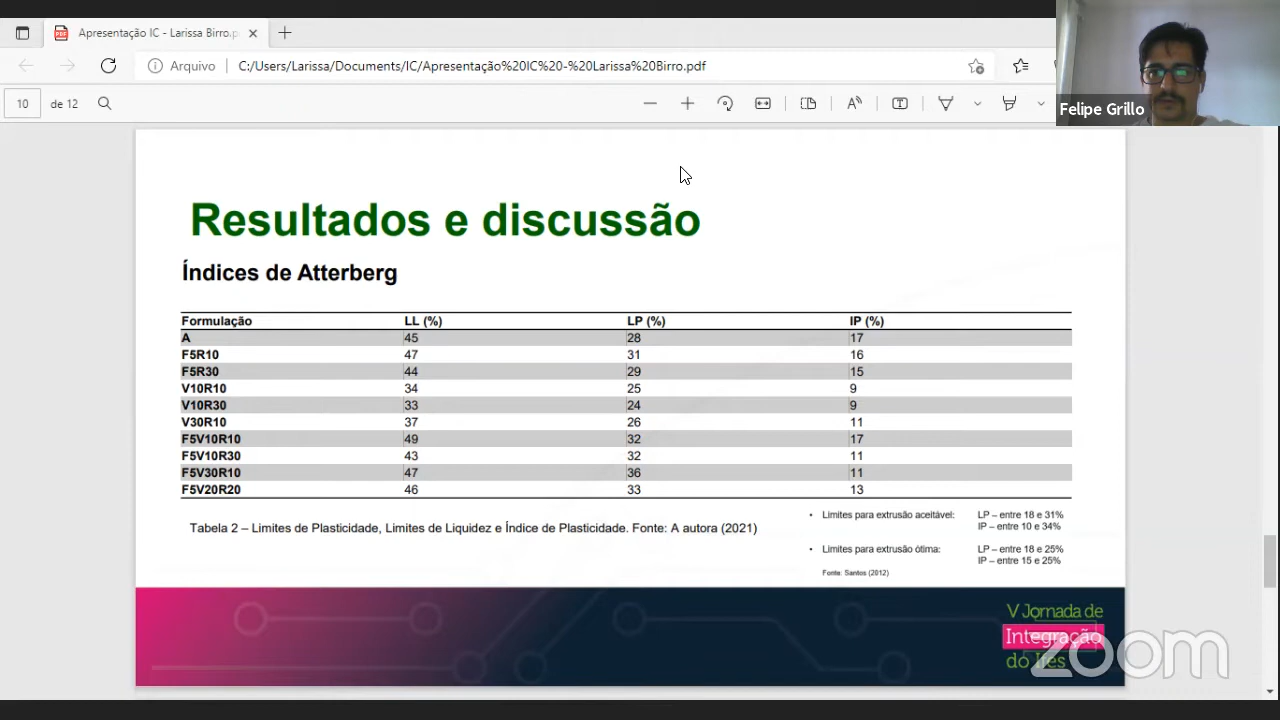 Apresentação IC - Larissa Birro.p
Arquivo
C:/Users/Larissa/Documents/IC/Apresentação%20IC%20-%20Larissa%20Birro.pdf
10 de 12
Felipe Grillo
Resultados e discussão
Índices de Atterberg
Formulação LL (%) LP (%) IP (%)
A 45 28 17
F5R10 47 31 16
F5R30 44 29 15
V10R10 34 25 9
V10R30 33 24 9
V30R10 37 26 11
F5V10R10 49 32 17
F5V10R30 43 32 11
F5V30R10 47 36 11
F5V20R20 46 33 13
Tabela 2 – Limites de Plasticidade, Limites de Liquidez e Índice de Plasticidade. Fonte: A autora (2021)
• Limites para extrusão aceitável: LP – entre 18 e 31%
IP – entre 10 e 34%
• Limites para extrusão ótima: LP – entre 18 e 25%
IP – entre 15 e 25%
Fonte: Santos (2012)
V Jornada de
Integração
do Ifes
zoom